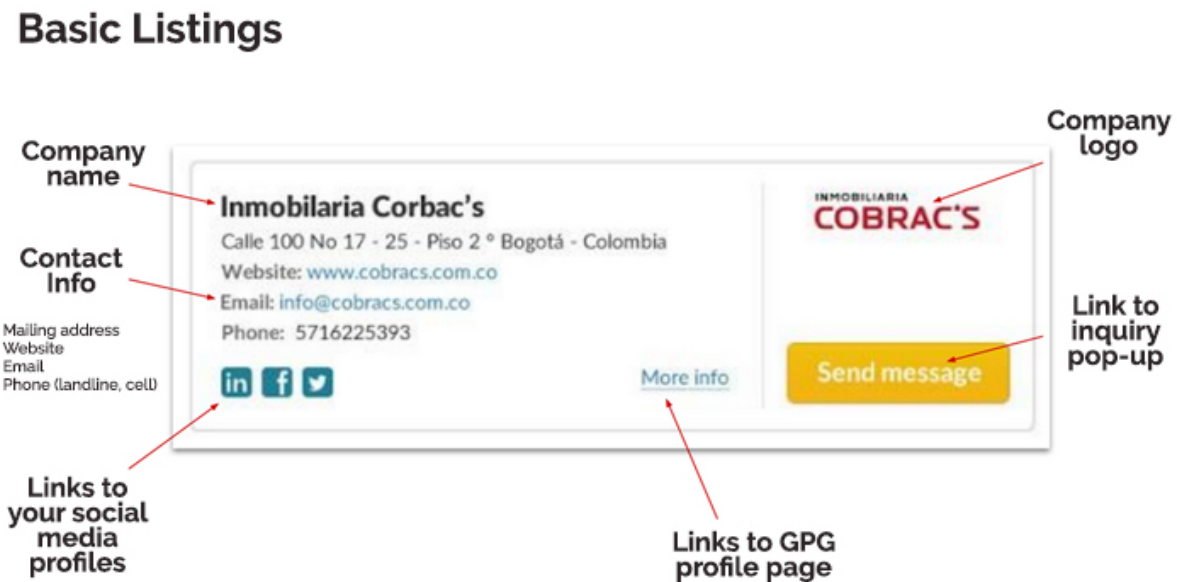 Basic Listings
Company
name
Company
logo
Inmobilaria Corbac's
INMOBILIARIA
COBRAC'S
Calle 100 No 17 - 25 - Piso 2 º Bogotá - Colombia
Contact
Info
Website: www.cobracs.com.co
Email: info@cobracs.com.co
Phone: 5716225393
Mailing address
Website
Email
Phone (landline, cell)
Link to
inquiry
pop-up
in f
More info
Send message
Links to
your social
media
profiles
Links to GPG
profile page